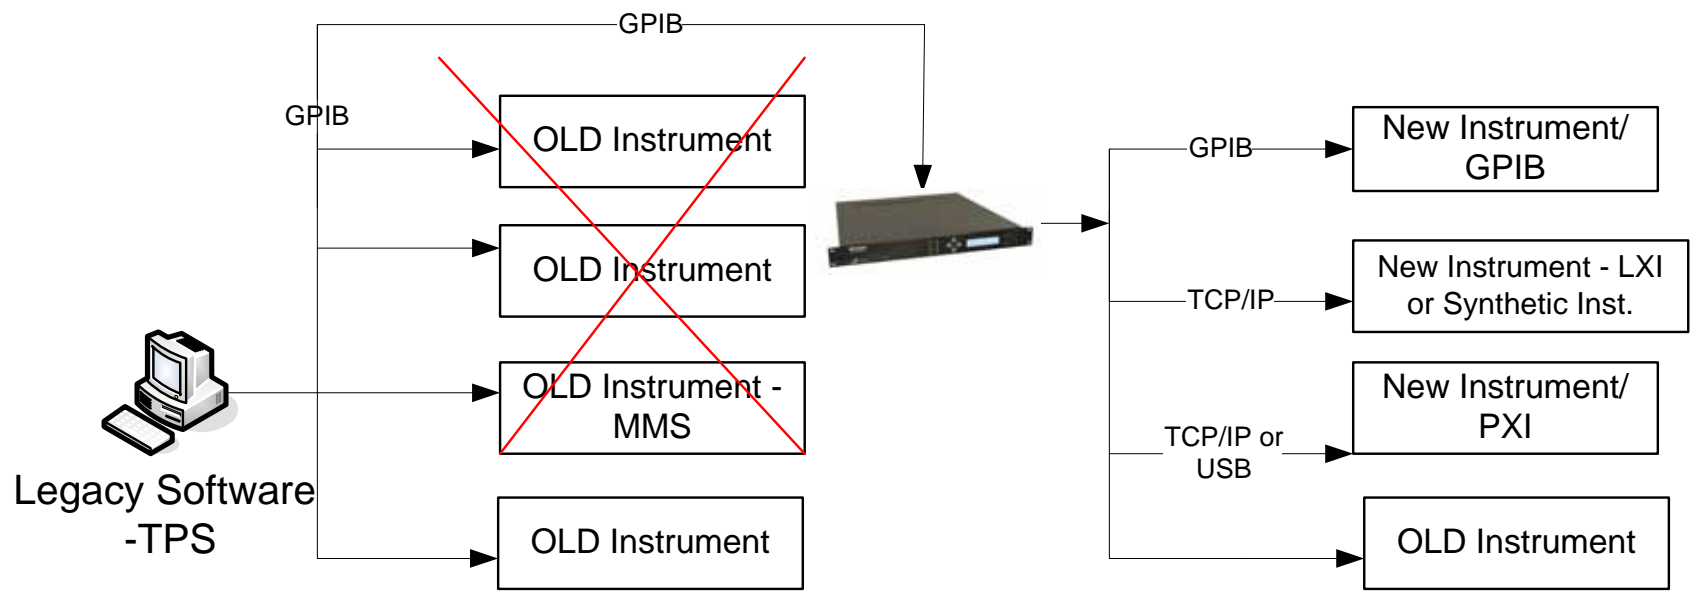 GPIB
GPIB
OLD Instrument
OLD Instrument
OLD Instrument -
MMS
OLD Instrument
Legacy Software
-TPS
GPIB
New Instrument/
GPIB
TCP/IP
New Instrument - LXI
or Synthetic Inst.
TCP/IP or
USB
New Instrument/
PXI
OLD Instrument